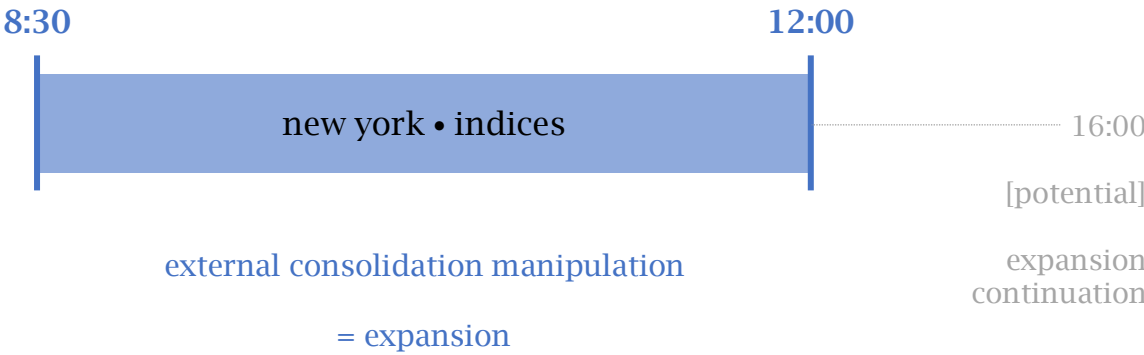 8:30
12:00
new york • indices
16:00
[potential]
external consolidation manipulation
expansion
continuation
= expansion